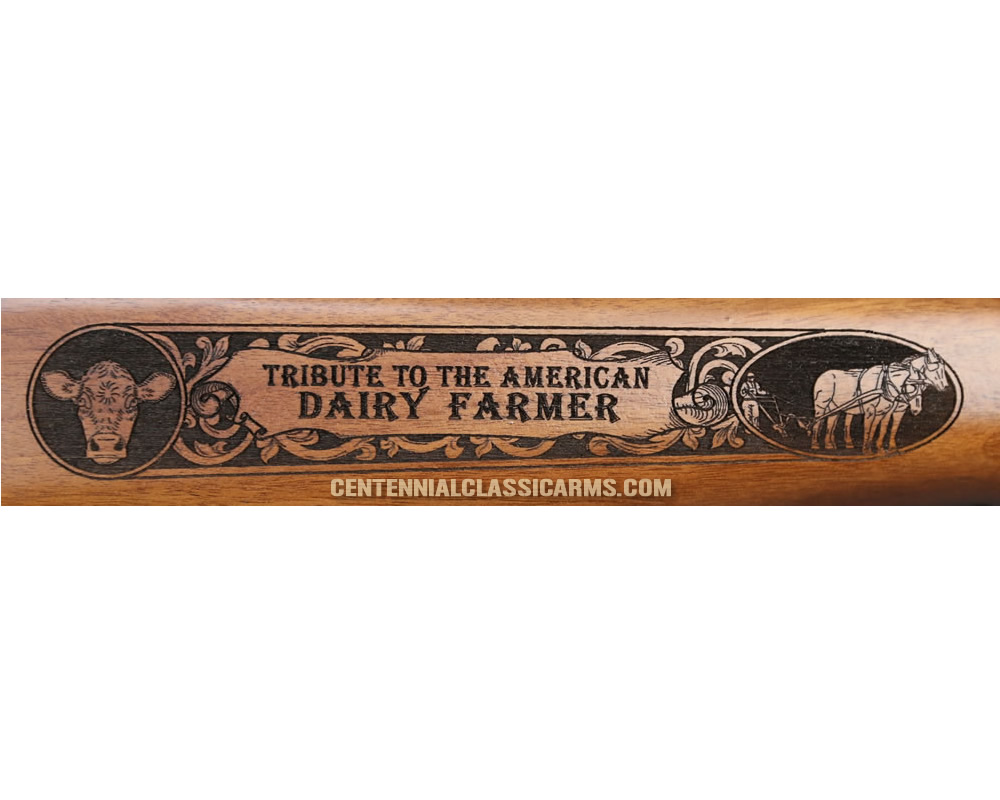 TRIBUTE TO THE AMERICAN
DAIRY FARMER
CENTENNIALCLASSICARMS.COM